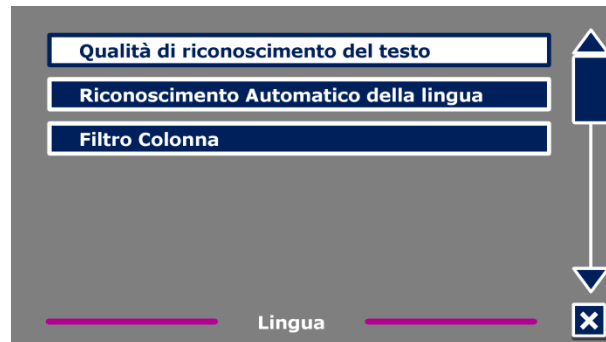 Qualità di riconoscimento del testo
Riconoscimento Automatico della lingua
Filtro Colonna
Lingua